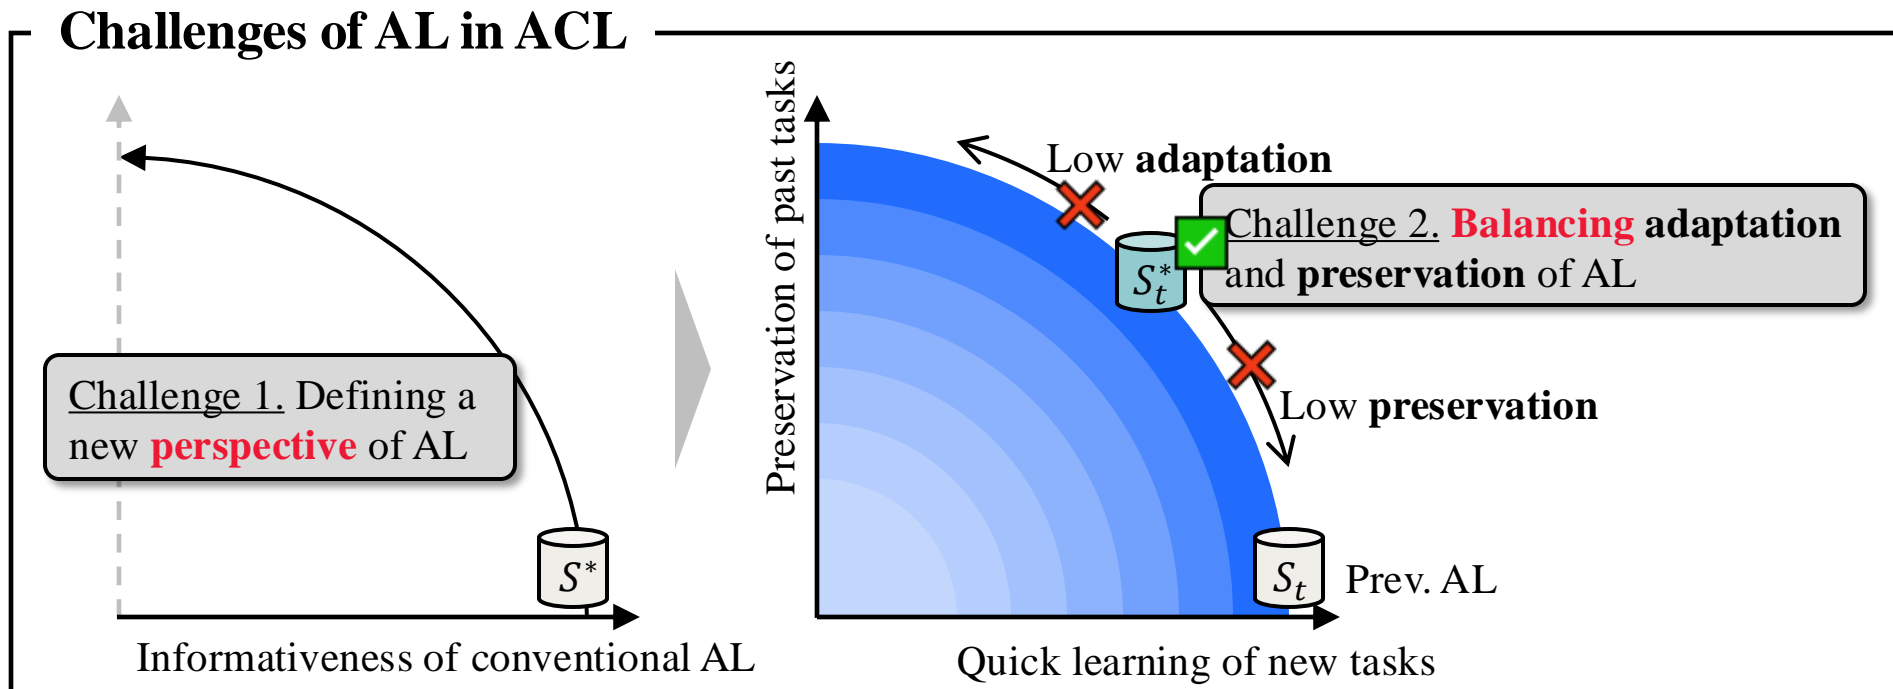 Challenges of AL in ACL
Challenge 1. Defining a
new perspective of AL
S*
Informativeness of conventional AL
Preservation of past tasks
Low adaptation
Challenge 2. Balancing adaptation
and preservation of AL
S*t
Low preservation
St
Prev. AL
Quick learning of new tasks